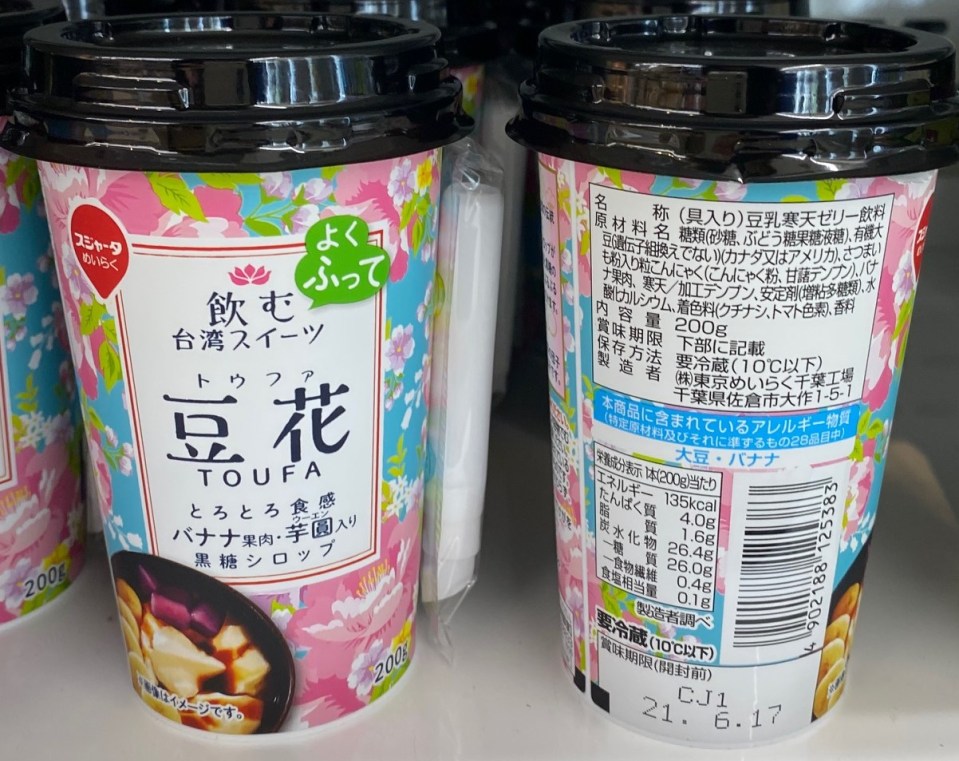 スジャータ
めいらく
よく
ふって
飲む
台湾スイーツ
トゥファ
豆花
TOUFA
とろとろ食感
バナナ果肉・芋圓入り
ユーエン
黒糖シロップ
200g
200g
※画像はイメージです。
名称 (具入り)豆乳寒天ゼリー飲料
原材料名 糖類(砂糖、ぶどう糖果糖液糖)、有機大
豆(遺伝子組換えでない)(カナダ又はアメリカ)、さつまい
も粉入り粒こんにゃく(こんにゃく粉、甘藷デンプン)、バナ
ナ果肉、寒天/加工デンプン、安定剤(増粘多糖類)、水
酸化カルシウム、着色料(クチナシ、トマト色素)、香料
内容量 200g
賞味期限 下部に記載
保存方法 要冷蔵(10℃以下)
製造者 (株)東京めいらく千葉工場
千葉県佐倉市大作1-5-1
本商品に含まれているアレルギー物質
(特定原材料及びそれに準ずるもの28品目中)
大豆・バナナ
栄養成分表示 1本(200g)当たり
エネルギー 135kcal
たんぱく質 4.0g
脂質 1.6g
炭水化物 26.4g
-糖質 26.0g
-食物繊維 0.4g
食塩相当量 0.1g
製造者調べ
要冷蔵(10℃以下)
賞味期限(開封前)
CJ1
21. 6.17
4902188125383
スジャータ